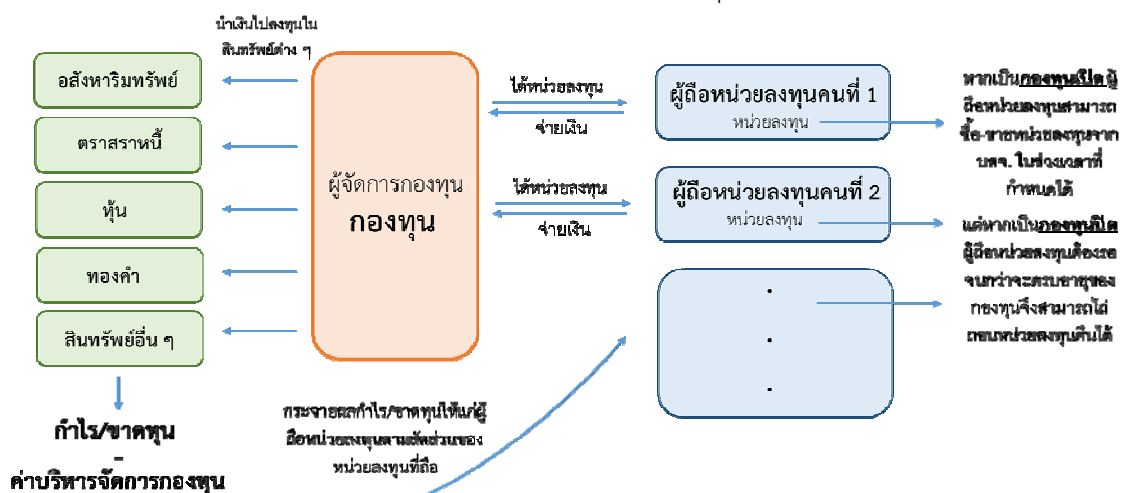 นำเงินไปลงทุนใน
สินทรัพย์ต่าง ๆ
อสังหาริมทรัพย์
ตราสารหนี้
หุ้น
ทองคำ
สินทรัพย์อื่น ๆ
กำไร/ขาดทุน
-
ค่าบริหารจัดการกองทุน
ผู้จัดการกองทุน
กองทุน
ได้หน่วยลงทุน
จ่ายเงิน
ได้หน่วยลงทุน
จ่ายเงิน
กระจายผลกำไร/ขาดทุนให้แก่ผู้
ถือหน่วยลงทุนตามสัดส่วนของ
หน่วยลงทุนที่ถือ
ผู้ถือหน่วยลงทุนคนที่ 1
หน่วยลงทุน
ผู้ถือหน่วยลงทุนคนที่ 2
หน่วยลงทุน
.
.
.
หากเป็นกองทุนเปิด ผู้
ถือหน่วยลงทุนสามารถ
ซื้อ-ขายหน่วยลงทุนจาก
บลจ. ในช่วงเวลาที่
กำหนดได้
แต่หากเป็นกองทุนปิด
ผู้ถือหน่วยลงทุนต้องรอ
จนกว่าจะครบอายุของ
กองทุนจึงสามารถไถ่
ถอนหน่วยลงทุนคืนได้